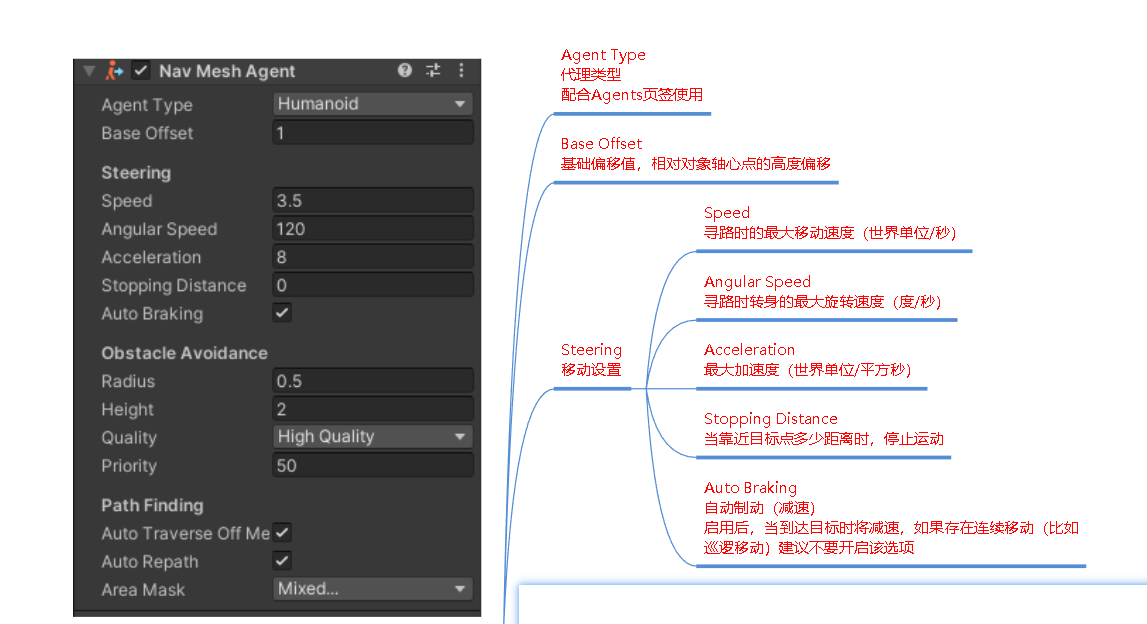 Nav Mesh Agent
Agent Type Humanoid
Base Offset 1
Steering
Speed 3.5
Angular Speed 120
Acceleration 8
Stopping Distance 0
Auto Braking
Obstacle Avoidance
Radius 0.5
Height 2
Quality High Quality
Priority 50
Path Finding
Auto Traverse Off Me
Auto Repath
Area Mask Mixed...
Agent Type
代理类型
配合Agents页签使用
Base Offset
基础偏移值，相对对象轴心点的高度偏移
Steering
移动设置
Speed
寻路时的最大移动速度（世界单位/秒）
Angular Speed
寻路时转身的最大旋转速度（度/秒）
Acceleration
最大加速度（世界单位/平方秒）
Stopping Distance
当靠近目标点多少距离时，停止运动
Auto Braking
自动制动（减速）
启用后，当到达目标时将减速，如果存在连续移动（比如
巡逻移动）建议不要开启该选项